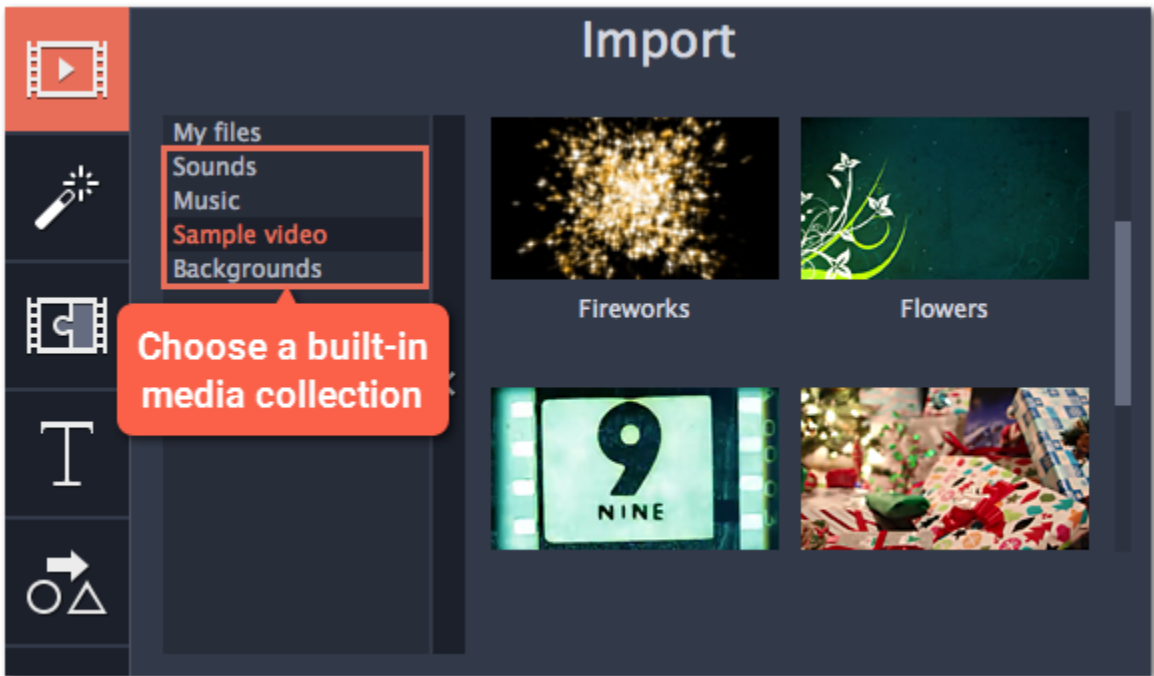 Import
My files
Sounds
Music
Sample video
Backgrounds
Choose a built-in
media collection
Fireworks
Flowers
9
NINE